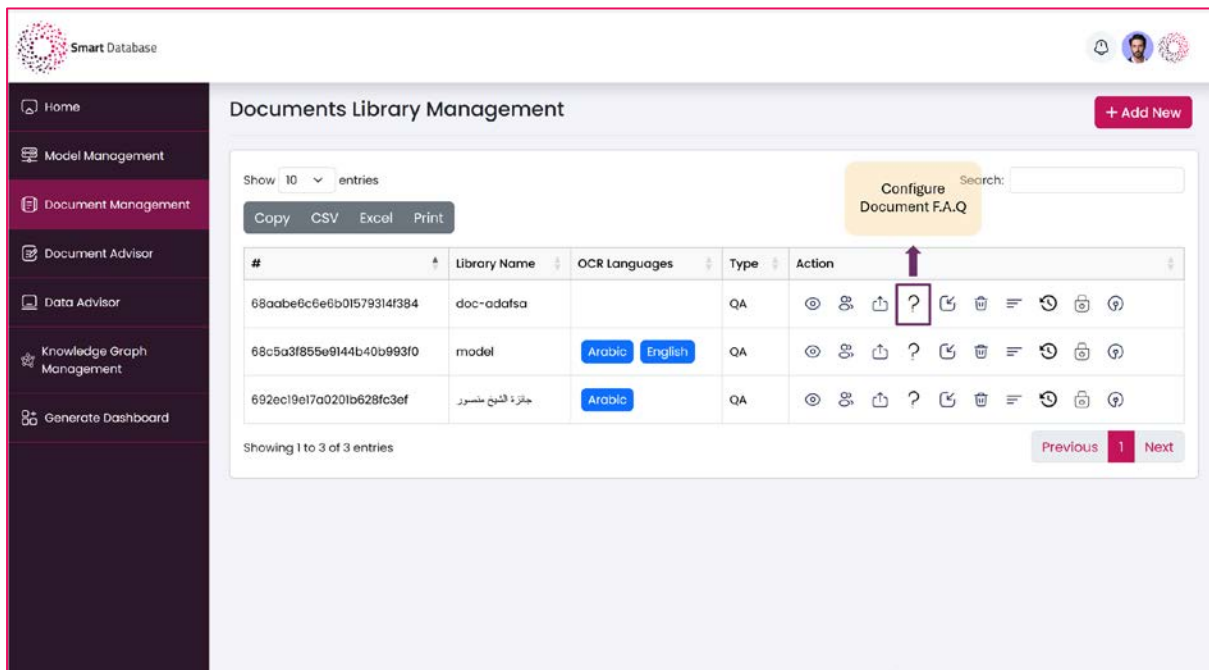 Smart Database
Home
Model Management
Document Management
Document Advisor
Data Advisor
Knowledge Graph
Management
Generate Dashboard
Documents Library Management
+ Add New
Show 10 entries
Search:
Configure
Document F.A.Q
Copy CSV Excel Print
# Library Name OCR Languages Type Action
68aabe6c6e6b01579314f384 doc-adafsa QA
68c5a3f855e9144b40b993f0 model Arabic English QA
692ec19e17a0201b628fc3ef جائزة الشيخ منصور Arabic QA
Showing 1 to 3 of 3 entries
Previous 1 Next